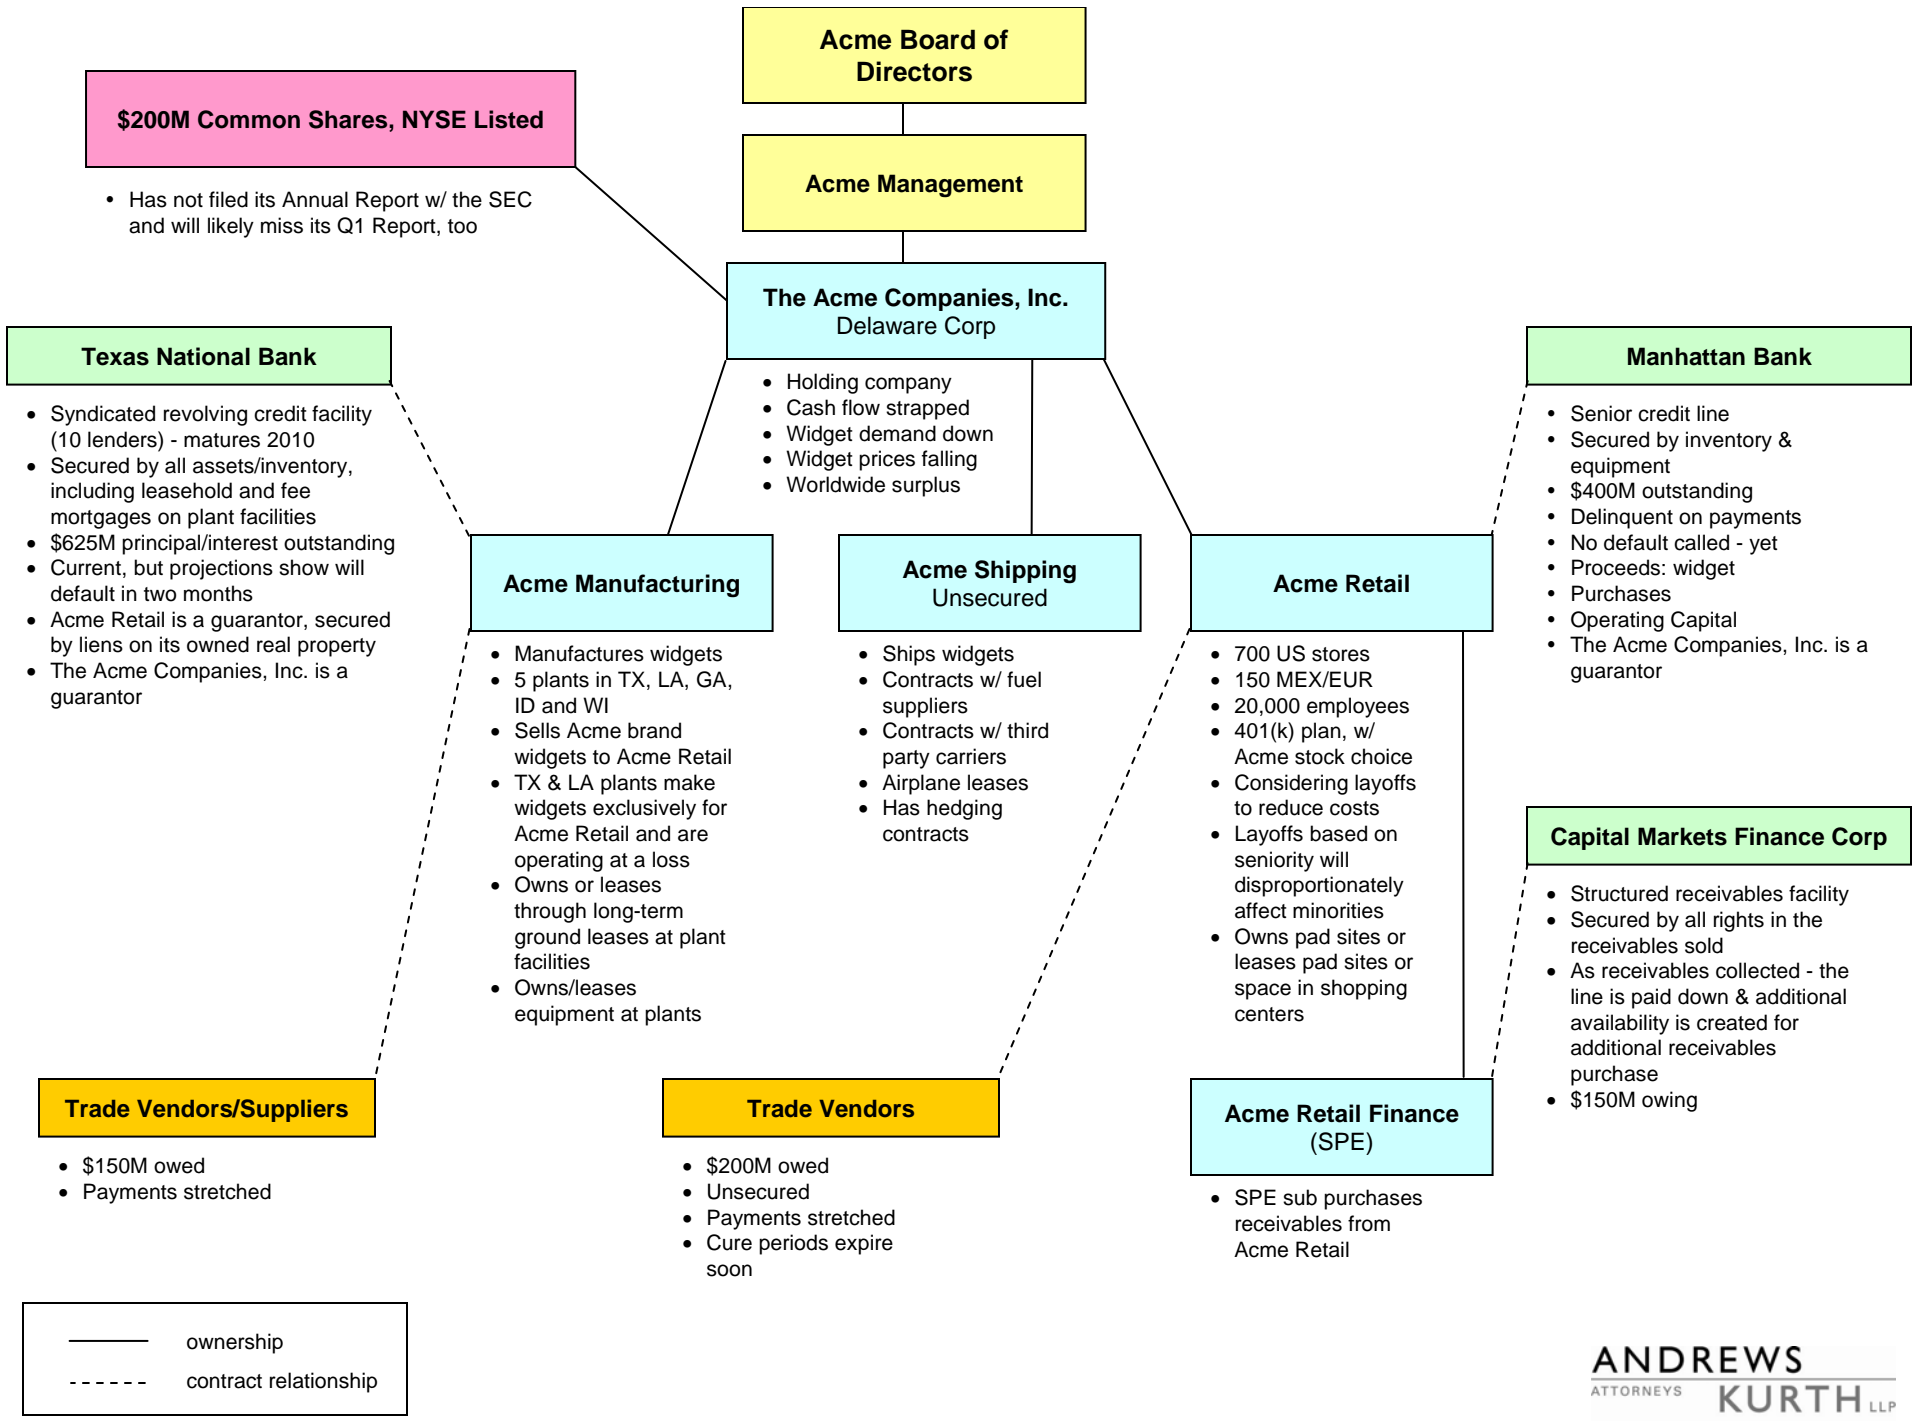 Acme Board of
Directors
$200M Common Shares, NYSE Listed
• Has not filed its Annual Report w/ the SEC
and will likely miss its Q1 Report, too
Acme Management
The Acme Companies, Inc.
Delaware Corp
• Holding company
• Cash flow strapped
• Widget demand down
• Widget prices falling
• Worldwide surplus
Texas National Bank
• Syndicated revolving credit facility
(10 lenders) - matures 2010
• Secured by all assets/inventory,
including leasehold and fee
mortgages on plant facilities
• $625M principal/interest outstanding
• Current, but projections show will
default in two months
• Acme Retail is a guarantor, secured
by liens on its owned real property
• The Acme Companies, Inc. is a
guarantor
Manhattan Bank
• Senior credit line
• Secured by inventory &
equipment
• $400M outstanding
• Delinquent on payments
• No default called - yet
• Proceeds: widget
• Purchases
• Operating Capital
• The Acme Companies, Inc. is a
guarantor
Acme Manufacturing
• Manufactures widgets
• 5 plants in TX, LA, GA,
ID and WI
• Sells Acme brand
widgets to Acme Retail
• TX & LA plants make
widgets exclusively for
Acme Retail and are
operating at a loss
• Owns or leases
through long-term
ground leases at plant
facilities
• Owns/leases
equipment at plants
Acme Shipping
Unsecured
• Ships widgets
• Contracts w/ fuel
suppliers
• Contracts w/ third
party carriers
• Airplane leases
• Has hedging
contracts
Acme Retail
• 700 US stores
• 150 MEX/EUR
• 20,000 employees
• 401(k) plan, w/
Acme stock choice
• Considering layoffs
to reduce costs
• Layoffs based on
seniority will
disproportionately
affect minorities
• Owns pad sites or
leases pad sites or
space in shopping
centers
Capital Markets Finance Corp
• Structured receivables facility
• Secured by all rights in the
receivables sold
• As receivables collected - the
line is paid down & additional
availability is created for
additional receivables
purchase
• $150M owing
Trade Vendors/Suppliers
• $150M owed
• Payments stretched
Trade Vendors
• $200M owed
• Unsecured
• Payments stretched
• Cure periods expire
soon
Acme Retail Finance
(SPE)
• SPE sub purchases
receivables from
Acme Retail
ownership
contract relationship
ANDREWS
ATTORNEYS KURTH LLP